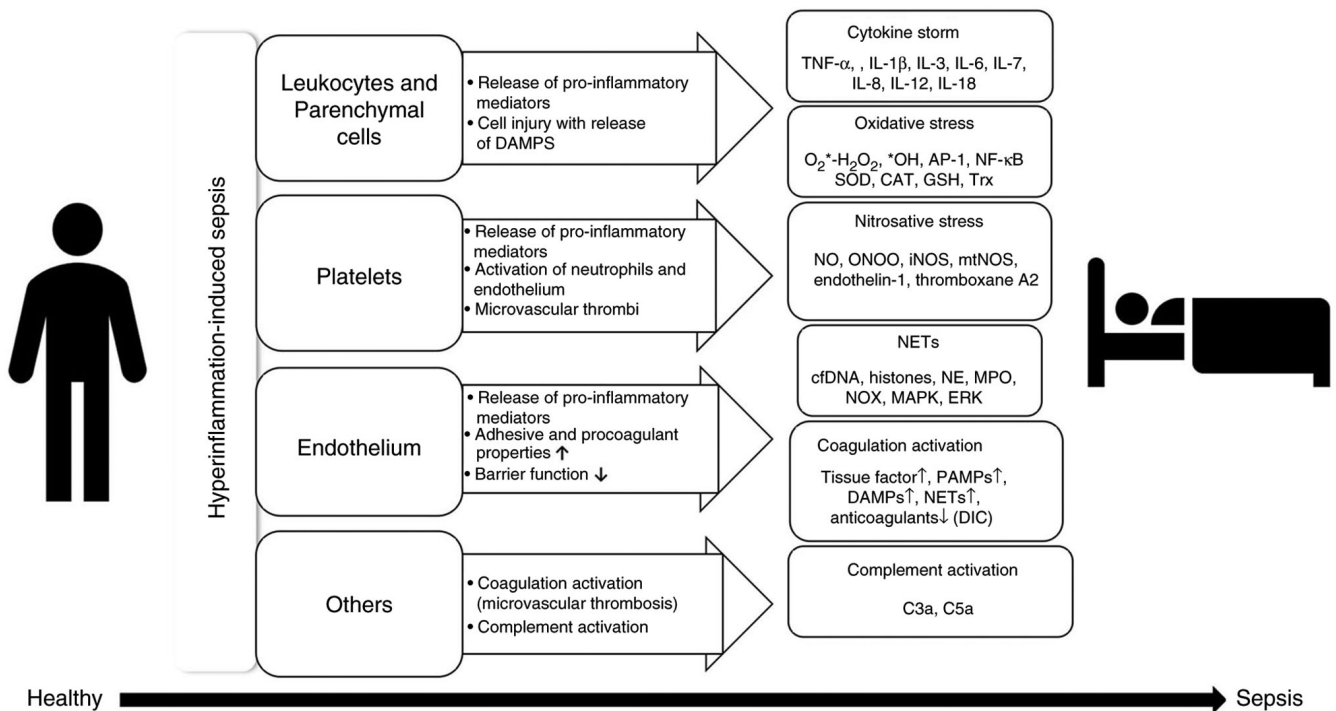 Hyperinflammation-induced sepsis
Leukocytes and
Parenchymal
cells
• Release of pro-inflammatory
mediators
• Cell injury with release
of DAMPS
Platelets
• Release of pro-inflammatory
mediators
• Activation of neutrophils and
endothelium
• Microvascular thrombi
Endothelium
• Release of pro-inflammatory
mediators
• Adhesive and procoagulant
properties ↑
• Barrier function ↓
Others
• Coagulation activation
(microvascular thrombosis)
• Complement activation
Cytokine storm
TNF-α, , IL-1β, IL-3, IL-6, IL-7,
IL-8, IL-12, IL-18
Oxidative stress
O₂*-H₂O₂, *OH, AP-1, NF-κB
SOD, CAT, GSH, Trx
Nitrosative stress
NO, ONOO, iNOS, mtNOS,
endothelin-1, thromboxane A2
NETs
cfDNA, histones, NE, MPO,
NOX, MAPK, ERK
Coagulation activation
Tissue factor↑, PAMPs↑,
DAMPs↑, NETs↑,
anticoagulants↓ (DIC)
Complement activation
C3a, C5a
Healthy
Sepsis